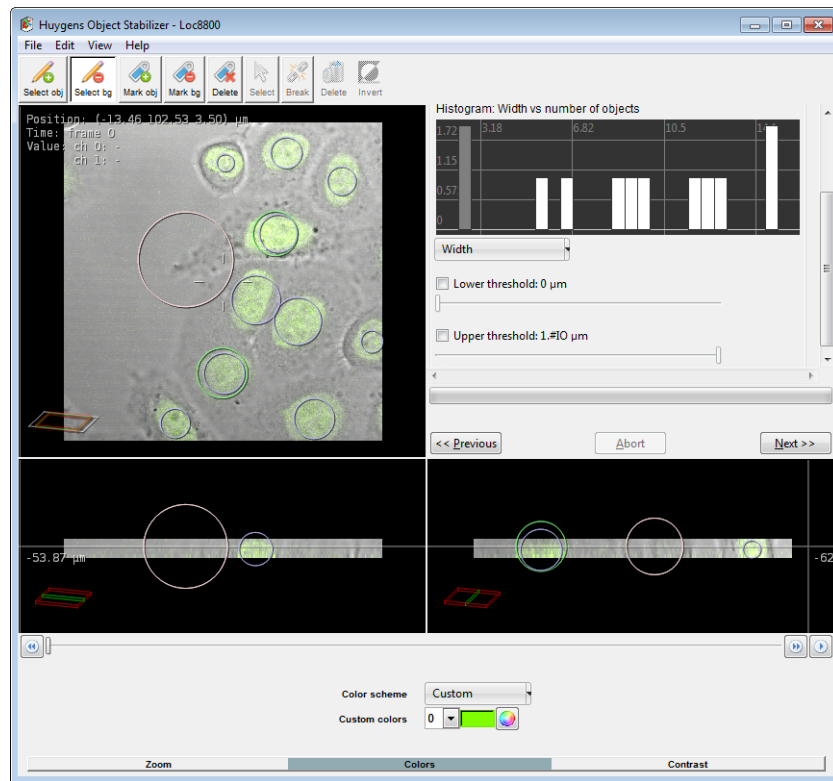 Huygens Object Stabilizer - Loc8800
File Edit View Help
Select obj Select bg Mark obj Mark bg Delete Select Break Delete Invert
Position: (-13.46 102.53 3.50) µm
Time: frame 0
Value: ch 0: -
ch 1: -
Histogram: Width vs number of objects
1.72 3.18 6.82 10.5
1.15
0.57
0
Width
Lower threshold: 0 µm
Upper threshold: 1.#IO µm
<< Previous Abort Next >>
-53.87 µm
-62
Color scheme Custom
Custom colors 0
Zoom Colors Contrast